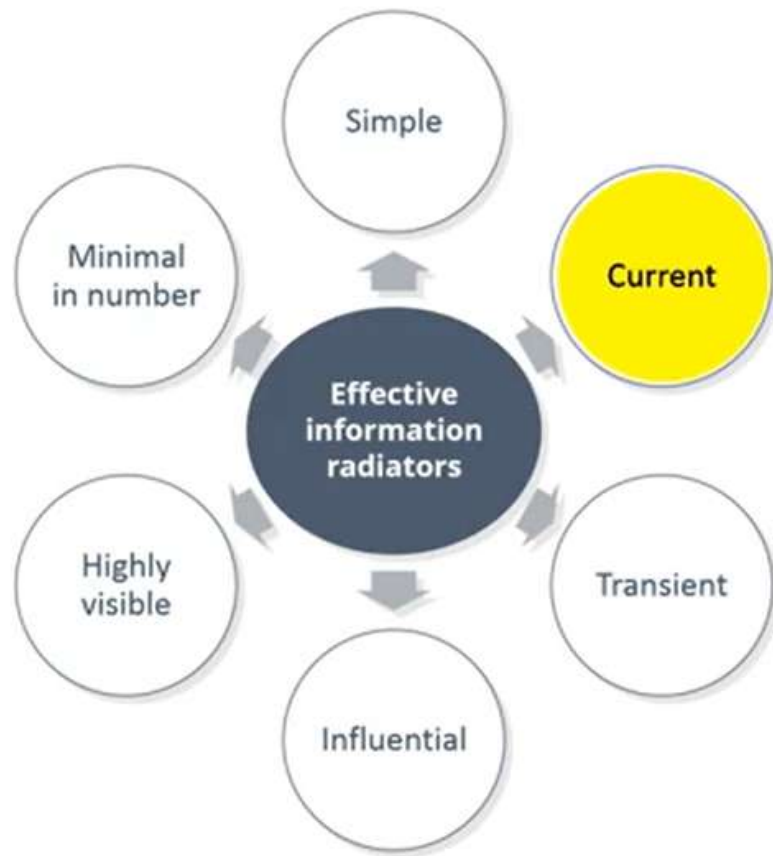 Simple
Current
Minimal
in number
Effective
information
radiators
Highly
visible
Transient
Influential